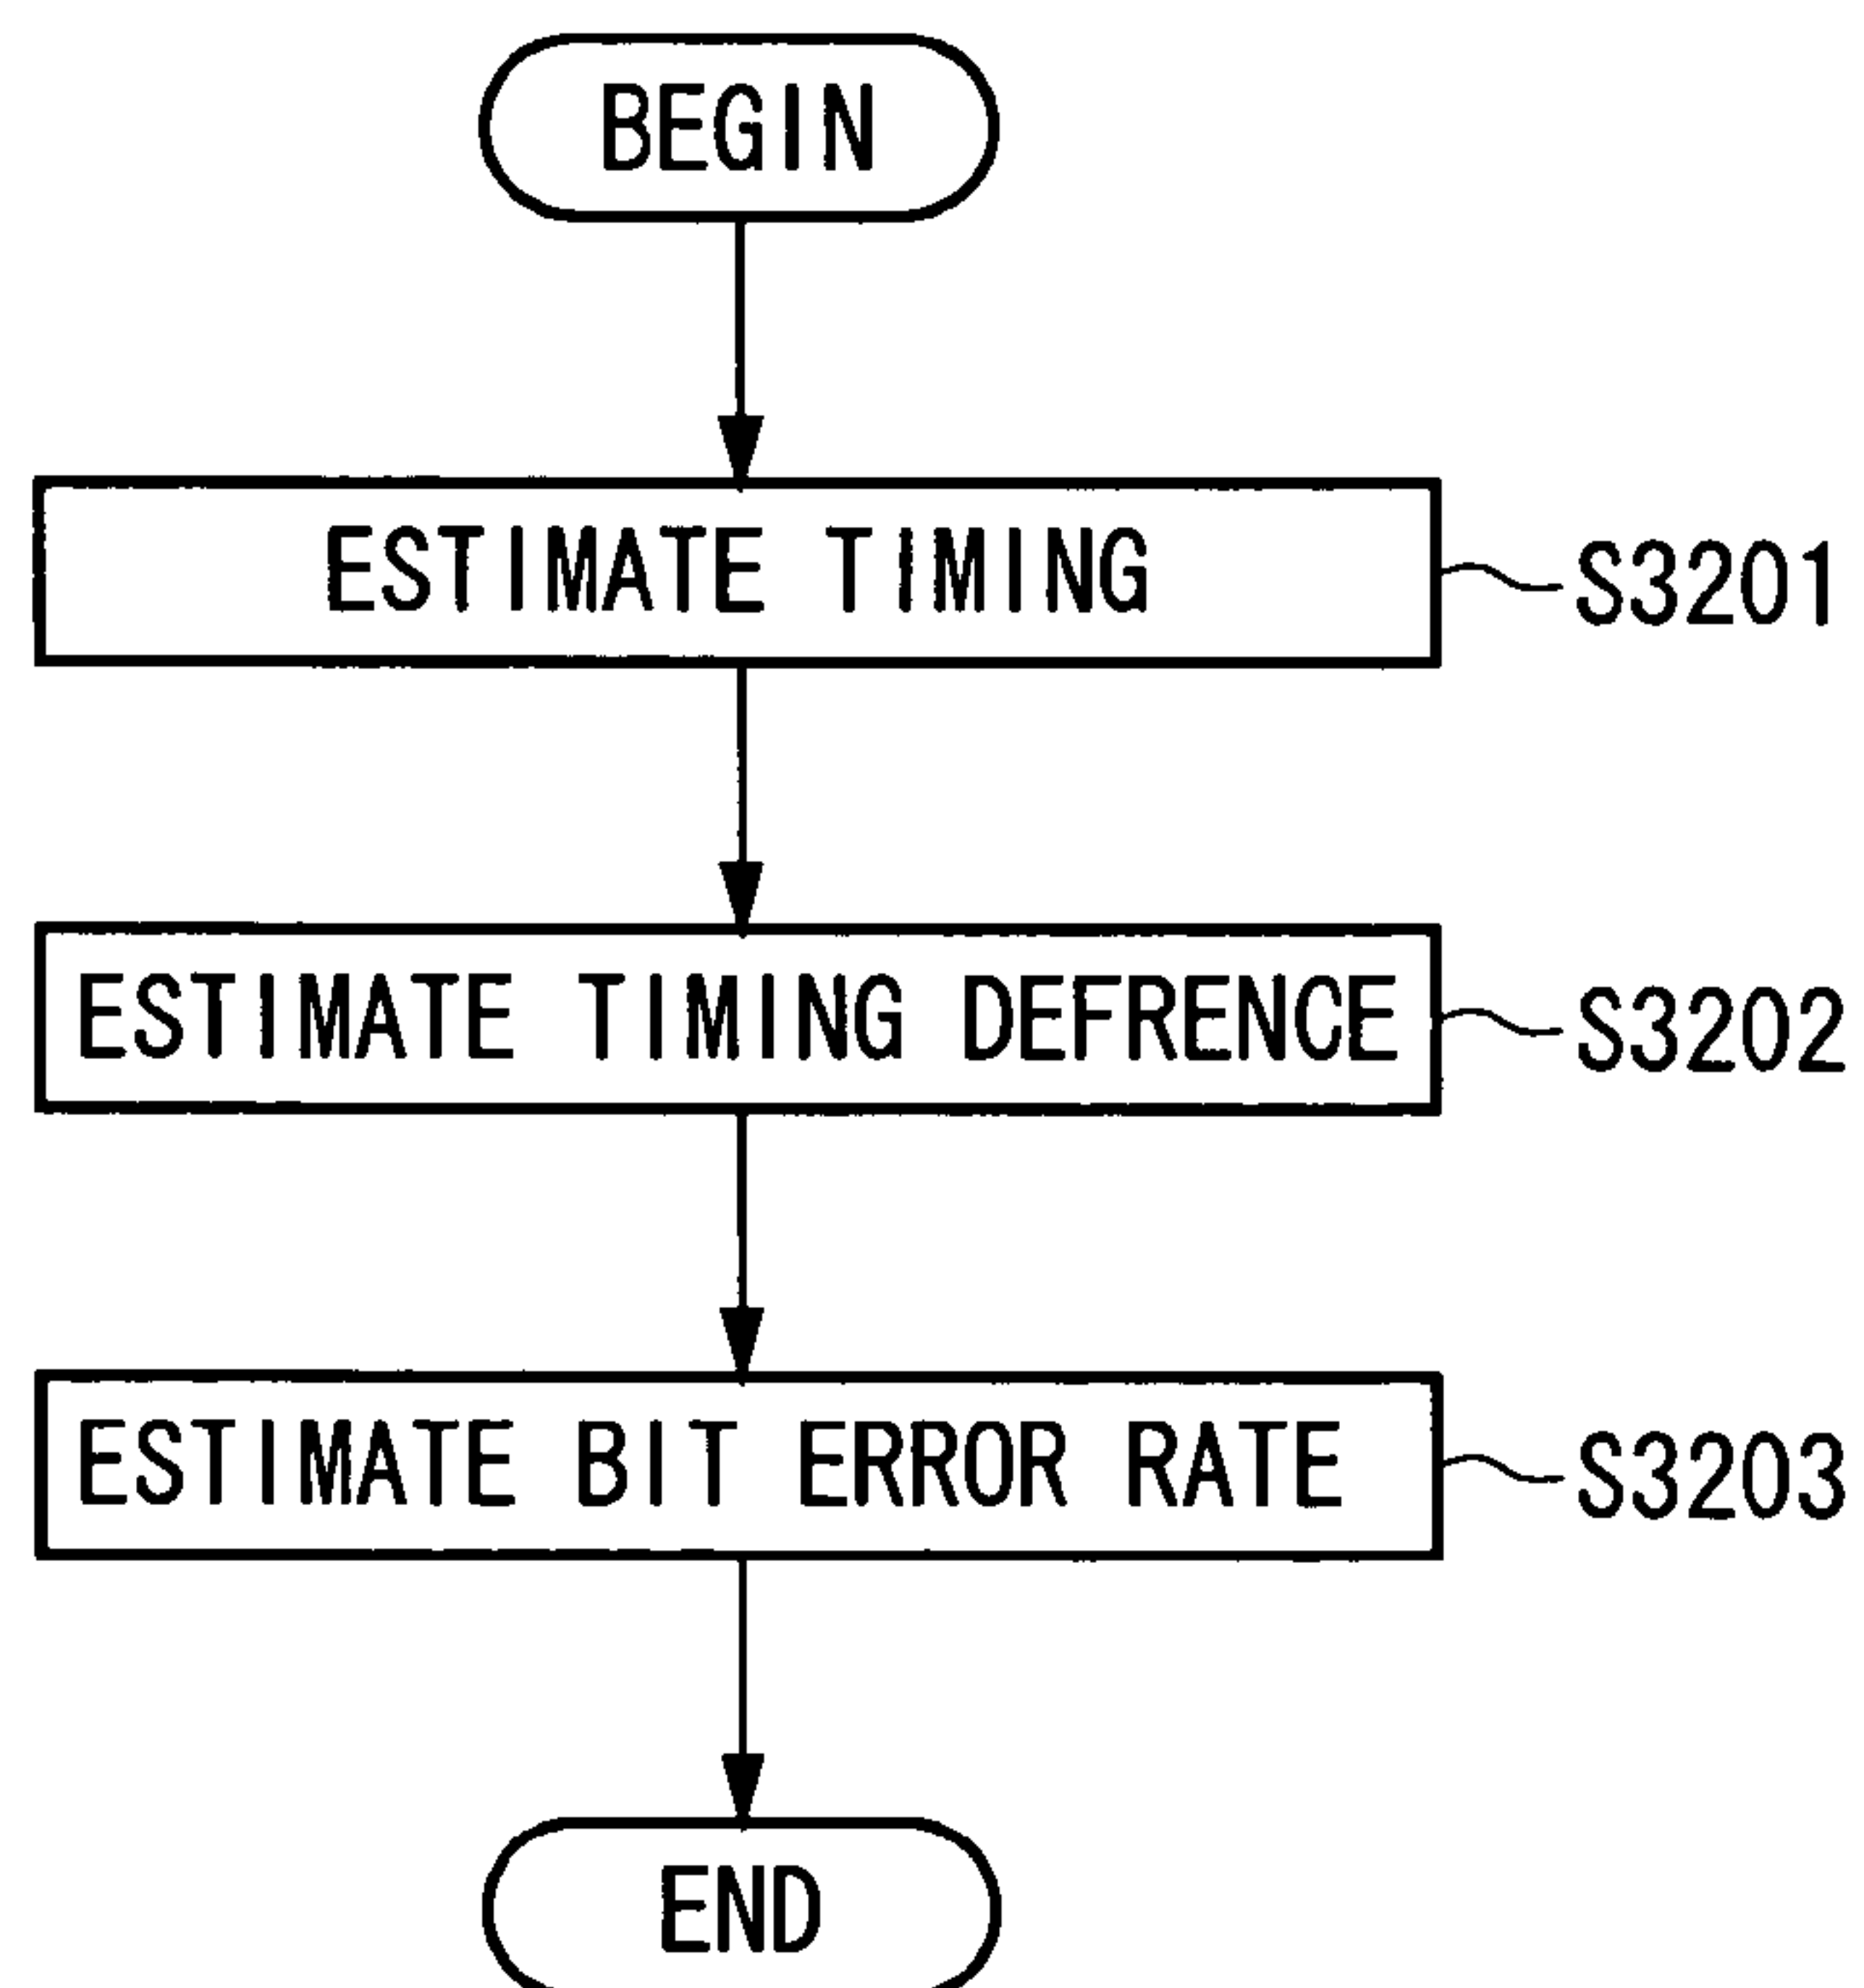 BEGIN
ESTIMATE TIMING
S3201
ESTIMATE TIMING DEFRENCE
S3202
ESTIMATE BIT ERROR RATE
S3203
END